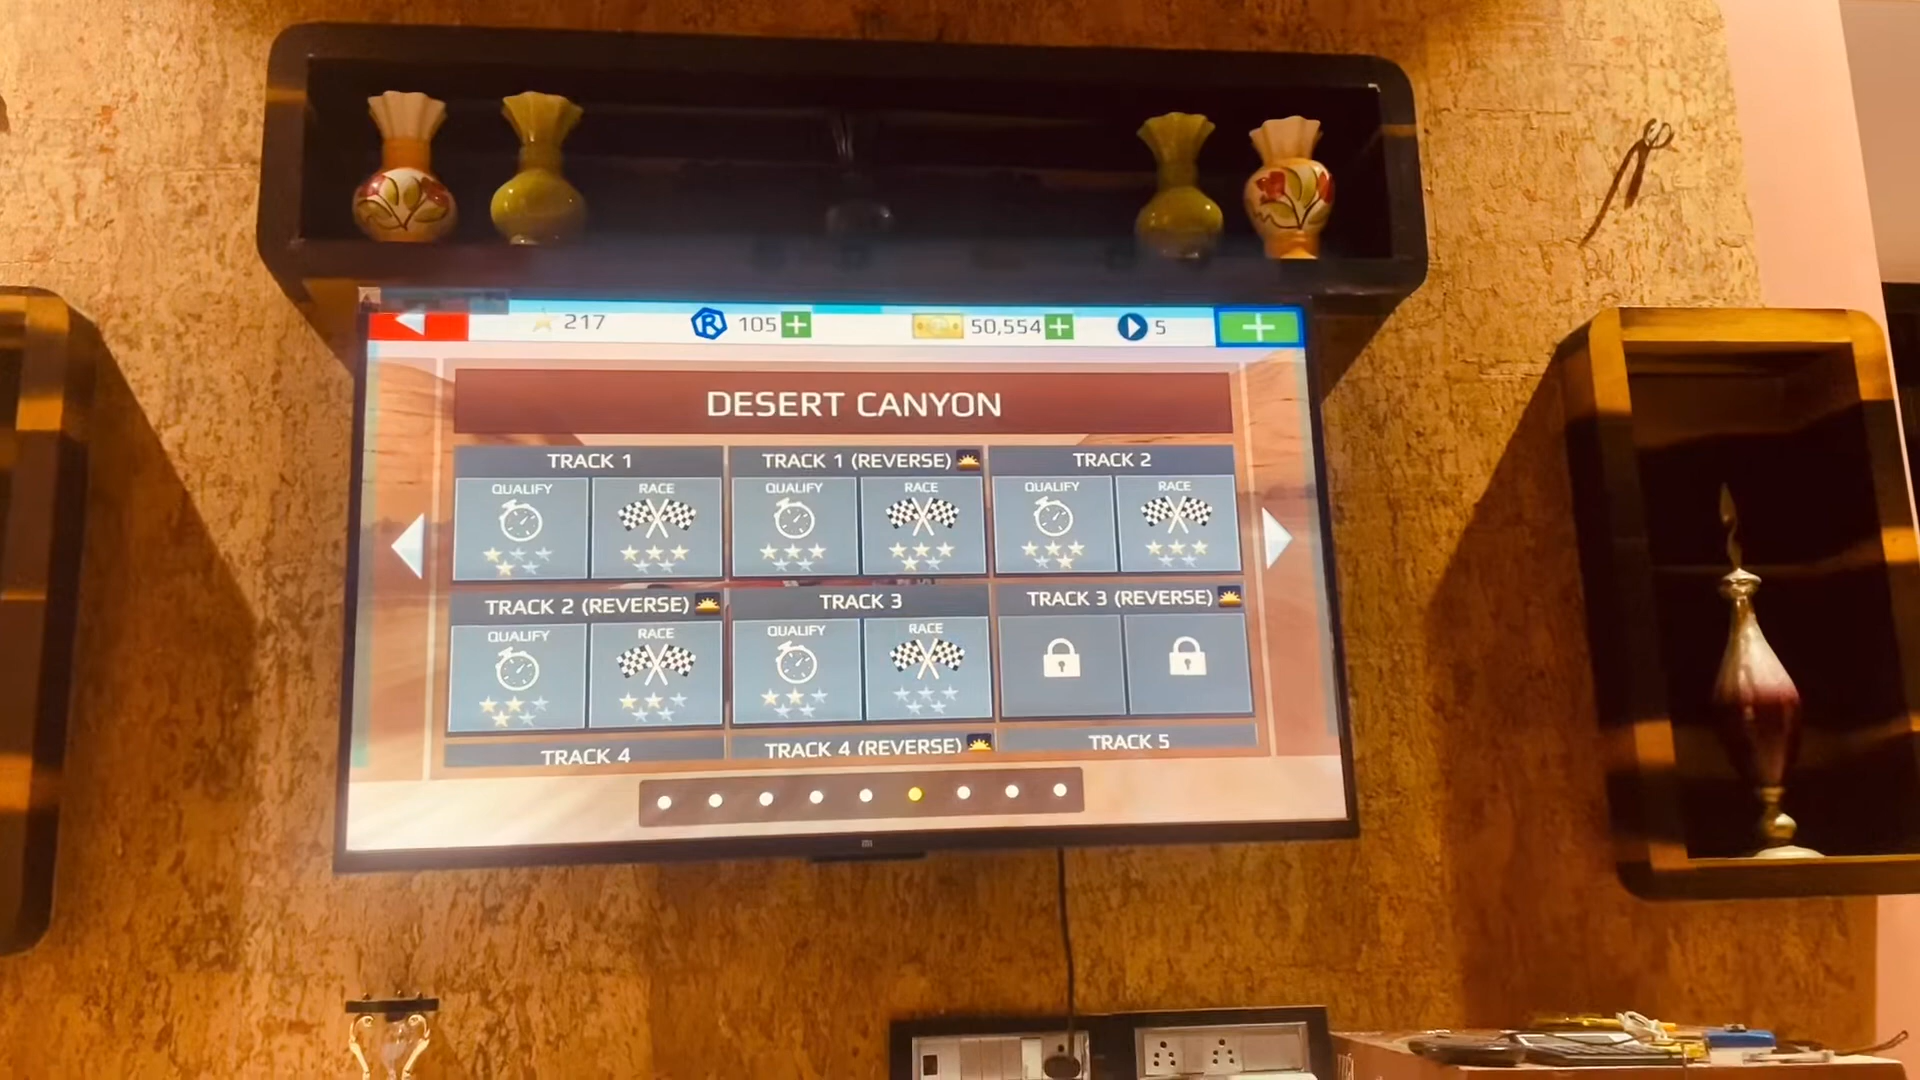 217 105 50,554 5
DESERT CANYON
TRACK 1 TRACK 1 (REVERSE) TRACK 2
QUALIFY RACE QUALIFY RACE QUALIFY RACE
TRACK 2 (REVERSE) TRACK 3 TRACK 3 (REVERSE)
QUALIFY RACE QUALIFY RACE
TRACK 4 TRACK 4 (REVERSE) TRACK 5
mi